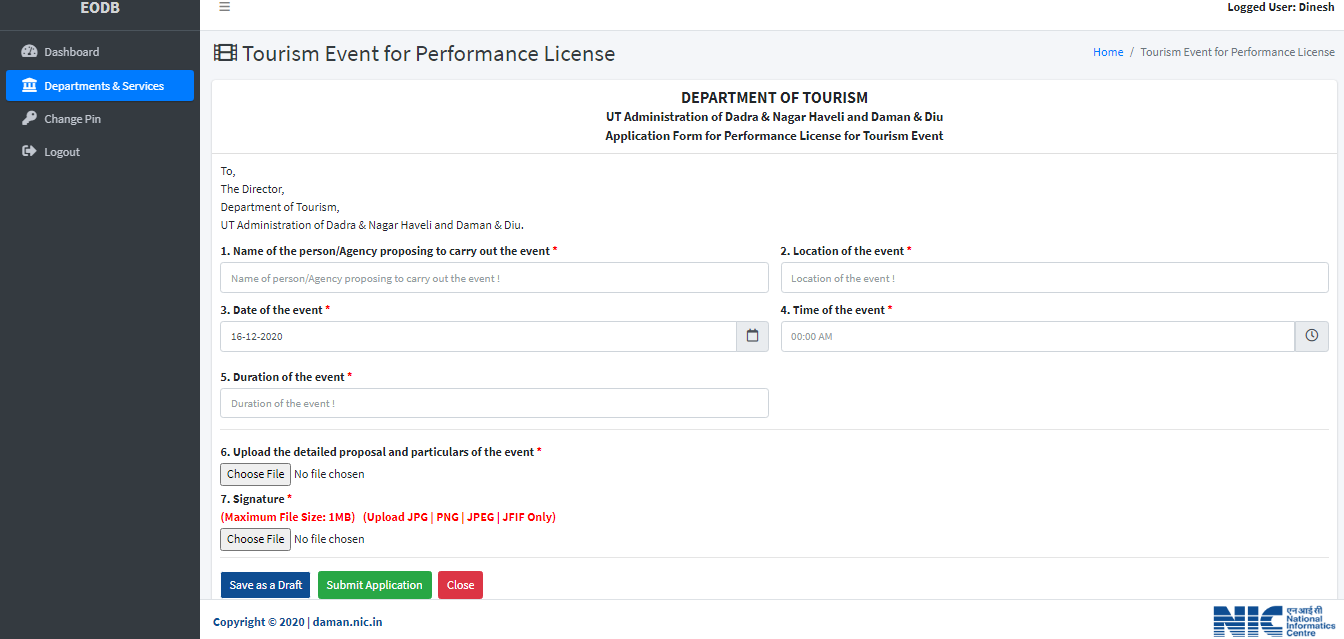 EODB
Logged User: Dinesh
Dashboard
Departments & Services
Change Pin
Logout
Tourism Event for Performance License
Home / Tourism Event for Performance License
DEPARTMENT OF TOURISM
UT Administration of Dadra & Nagar Haveli and Daman & Diu
Application Form for Performance License for Tourism Event
To,
The Director,
Department of Tourism,
UT Administration of Dadra & Nagar Haveli and Daman & Diu.
1. Name of the person/Agency proposing to carry out the event *
Name of person/Agency proposing to carry out the event !
2. Location of the event *
Location of the event !
3. Date of the event *
16-12-2020
4. Time of the event *
00:00 AM
5. Duration of the event *
Duration of the event !
6. Upload the detailed proposal and particulars of the event *
Choose File No file chosen
7. Signature *
(Maximum File Size: 1MB) (Upload JPG | PNG | JPEG | JFIF Only)
Choose File No file chosen
Save as a Draft
Submit Application
Close
Copyright © 2020 | daman.nic.in
NIC
एन आई सी
National
Informatics
Centre